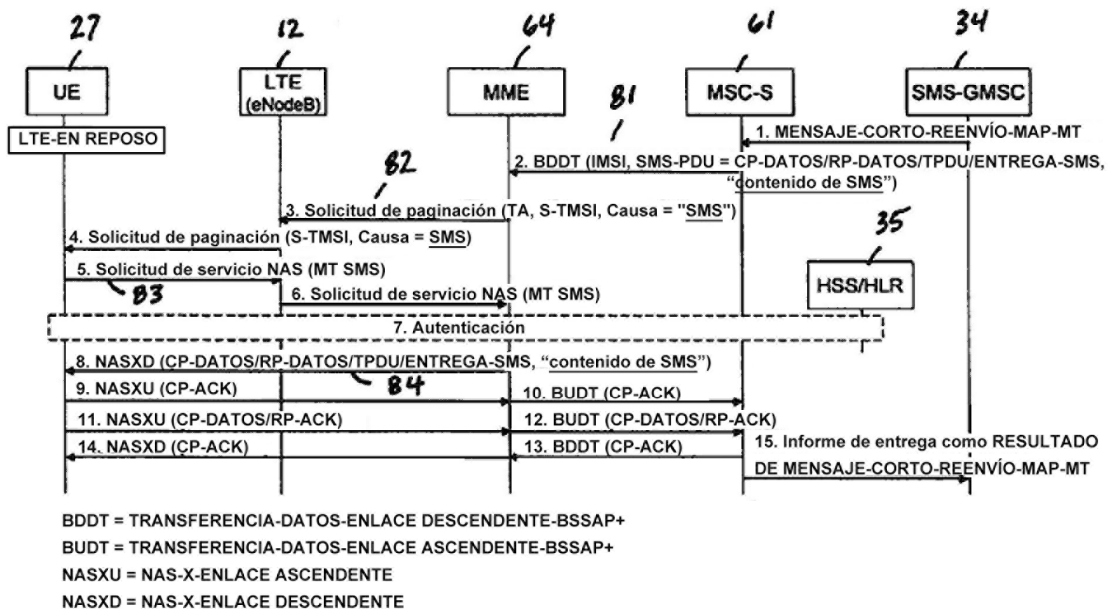 27
12
64
61
34
UE
LTE
(eNodeB)
MME
MSC-S
SMS-GMSC
LTE-EN REPOSO
81
1. MENSAJE-CORTO-REENVÍO-MAP-MT
2. BDDT (IMSI, SMS-PDU = CP-DATOS/RP-DATOS/TPDU/ENTREGA-SMS,
“contenido de SMS”)
82
3. Solicitud de paginación (TA, S-TMSI, Causa = "SMS")
4. Solicitud de paginación (S-TMSI, Causa = SMS)
35
HSS/HLR
5. Solicitud de servicio NAS (MT SMS)
83
6. Solicitud de servicio NAS (MT SMS)
7. Autenticación
8. NASXD (CP-DATOS/RP-DATOS/TPDU/ENTREGA-SMS, “contenido de SMS”)
84
9. NASXU (CP-ACK)
10. BUDT (CP-ACK)
11. NASXU (CP-DATOS/RP-ACK)
12. BUDT (CP-DATOS/RP-ACK)
14. NASXD (CP-ACK)
13. BDDT (CP-ACK)
15. Informe de entrega como RESULTADO
DE MENSAJE-CORTO-REENVÍO-MAP-MT
BDDT = TRANSFERENCIA-DATOS-ENLACE DESCENDENTE-BSSAP+
BUDT = TRANSFERENCIA-DATOS-ENLACE ASCENDENTE-BSSAP+
NASXU = NAS-X-ENLACE ASCENDENTE
NASXD = NAS-X-ENLACE DESCENDENTE